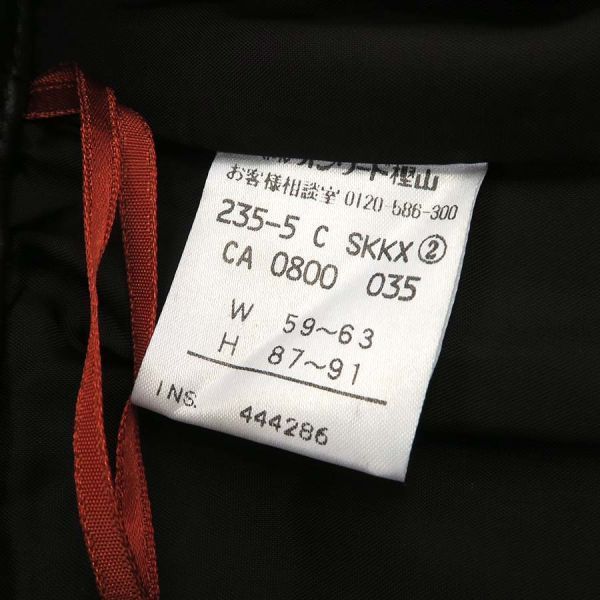 オンワード樫山
お客様相談室 0120-586-300
235-5 C SKKX ②
CA 0800 035
W 59~63
H 87~91
INS. 444286